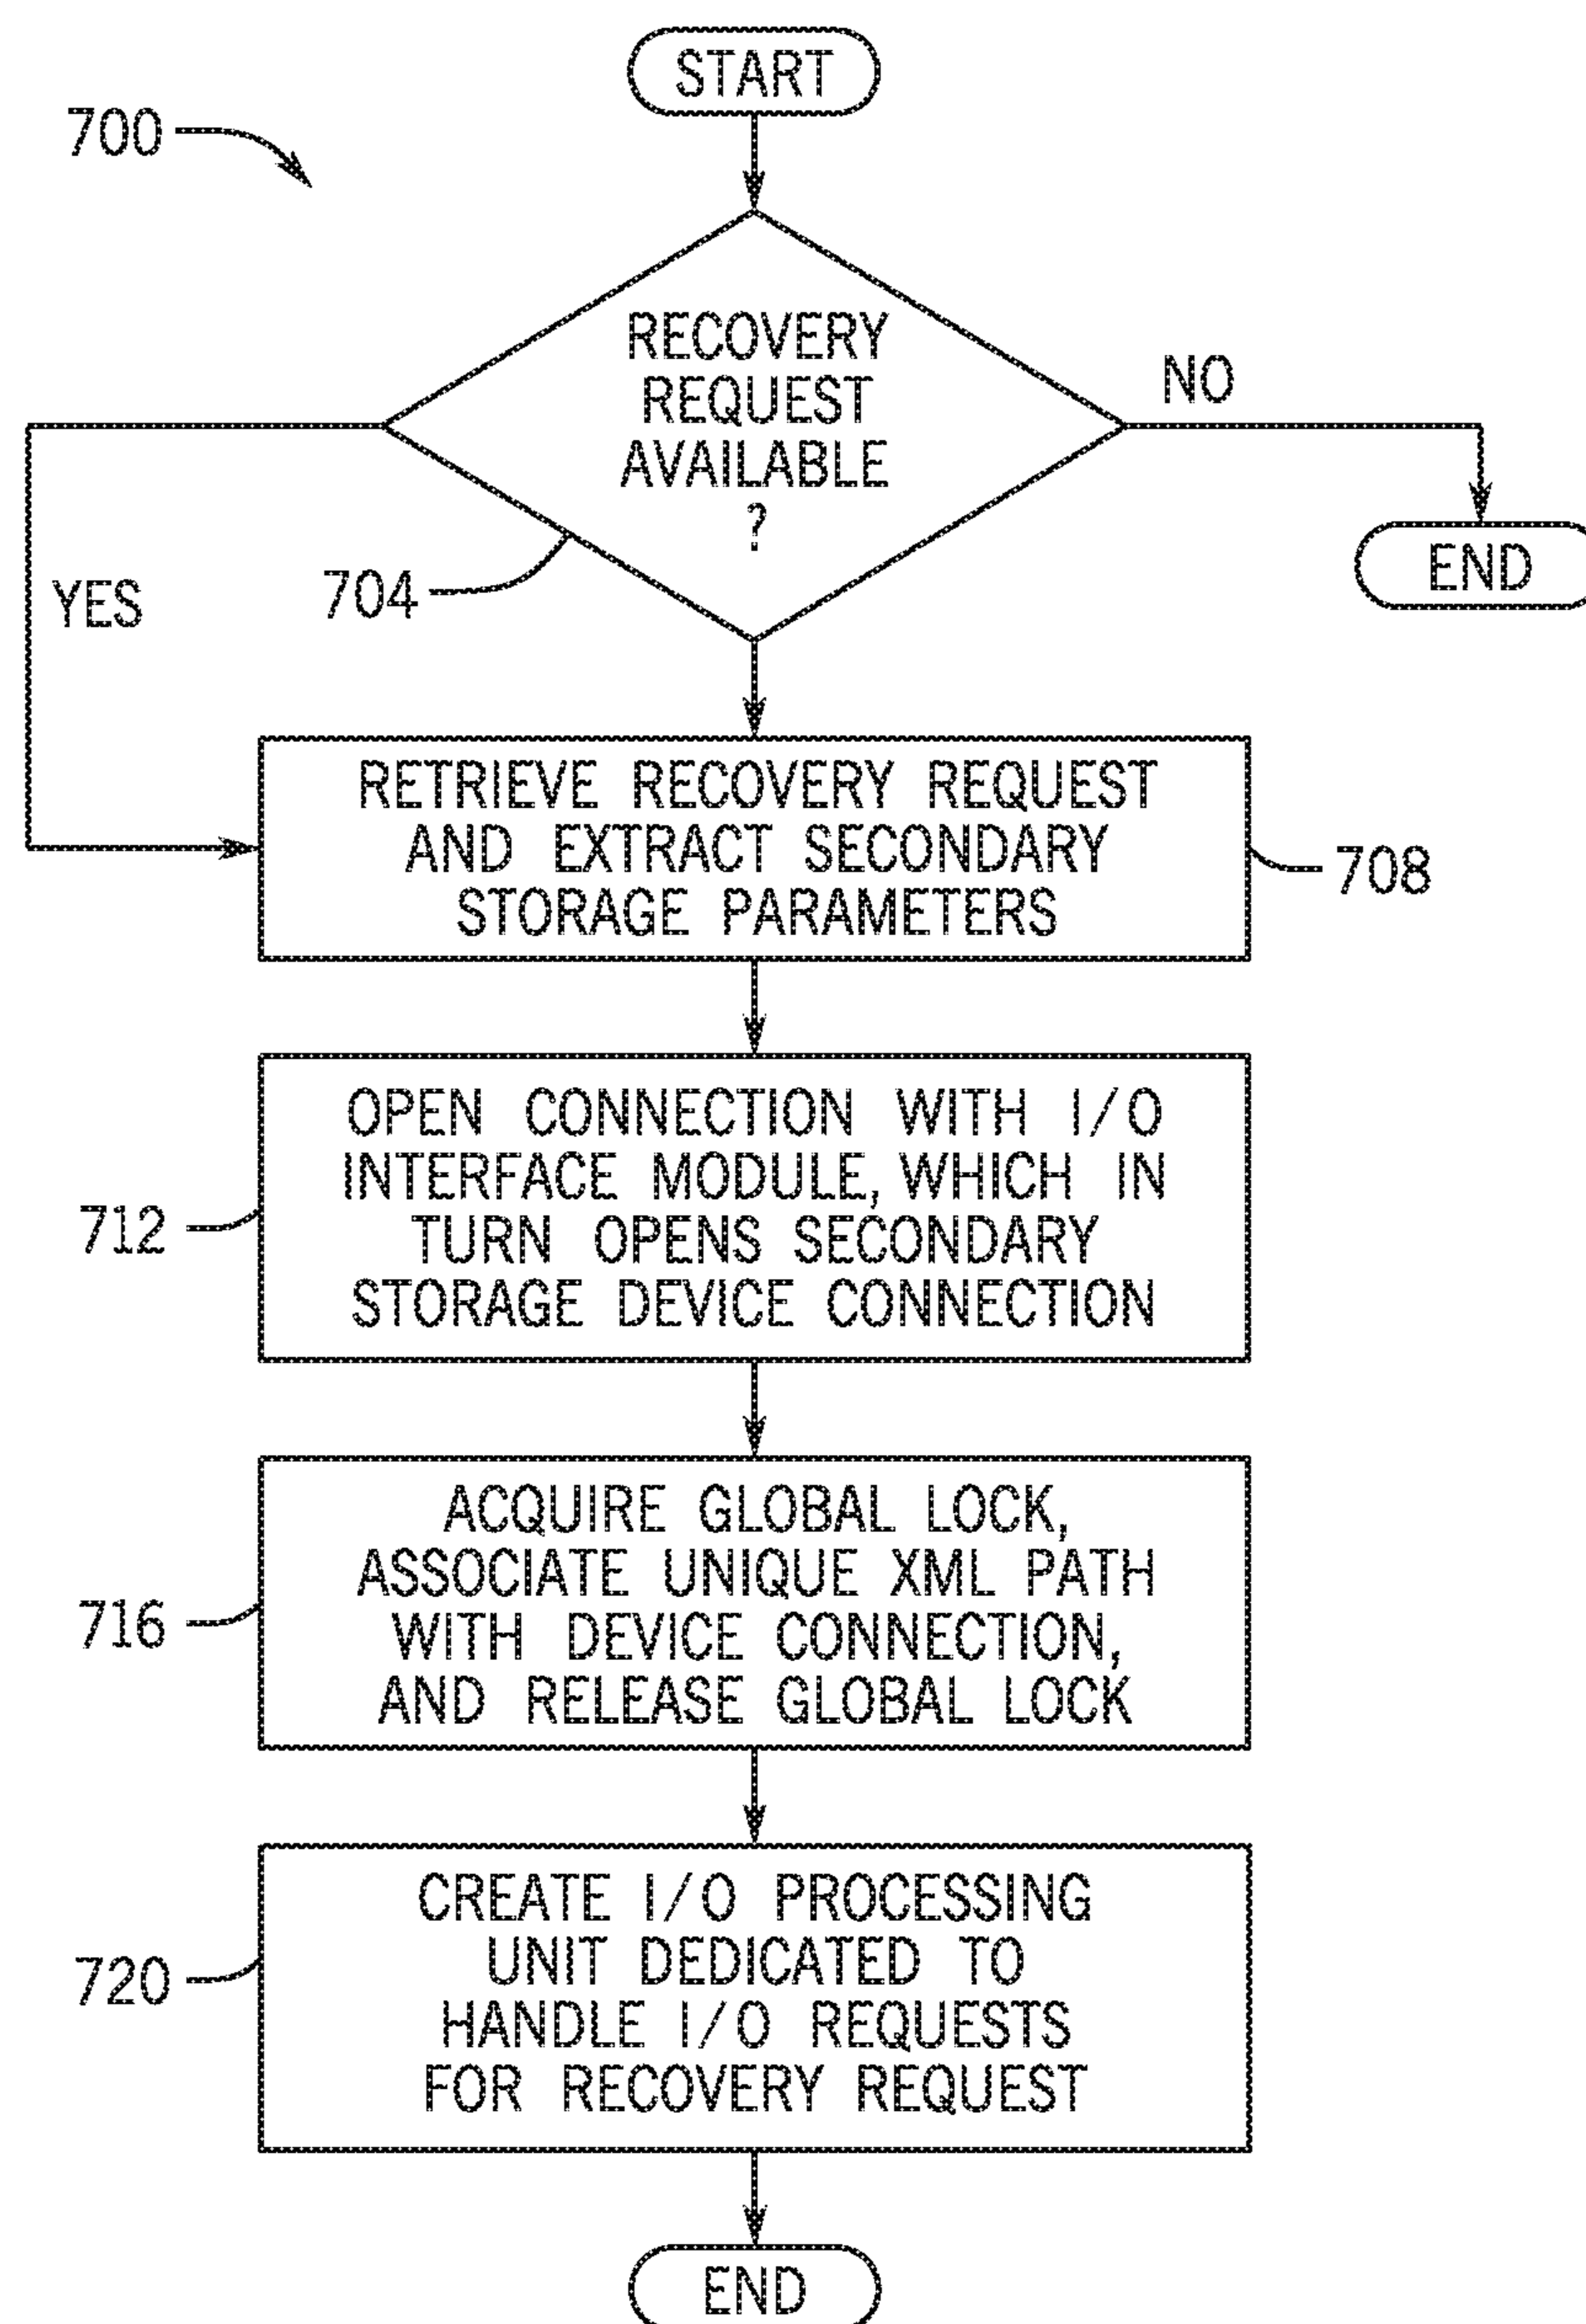 START
700
RECOVERY
REQUEST
AVAILABLE
?
NO
END
YES
704
RETRIEVE RECOVERY REQUEST
AND EXTRACT SECONDARY
STORAGE PARAMETERS
708
OPEN CONNECTION WITH I/O
INTERFACE MODULE, WHICH IN
TURN OPENS SECONDARY
STORAGE DEVICE CONNECTION
712
ACQUIRE GLOBAL LOCK,
ASSOCIATE UNIQUE XML PATH
WITH DEVICE CONNECTION,
AND RELEASE GLOBAL LOCK
716
CREATE I/O PROCESSING
UNIT DEDICATED TO
HANDLE I/O REQUESTS
FOR RECOVERY REQUEST
720
END